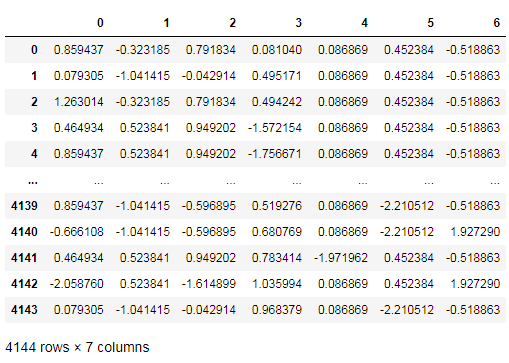 0 1 2 3 4 5 6
0 0.859437 -0.323185 0.791834 0.081040 0.086869 0.452384 -0.518863
1 0.079305 -1.041415 -0.042914 0.495171 0.086869 0.452384 -0.518863
2 1.263014 -0.323185 0.791834 0.494242 0.086869 0.452384 -0.518863
3 0.464934 0.523841 0.949202 -1.572154 0.086869 0.452384 -0.518863
4 0.859437 0.523841 0.949202 -1.756671 0.086869 0.452384 -0.518863
... ... ... ... ... ... ... ...
4139 0.859437 -1.041415 -0.596895 0.519276 0.086869 -2.210512 -0.518863
4140 -0.666108 -1.041415 -0.596895 0.680769 0.086869 -2.210512 1.927290
4141 0.464934 0.523841 0.949202 0.783414 -1.971962 0.452384 -0.518863
4142 -2.058760 0.523841 -1.614899 1.035994 0.086869 0.452384 1.927290
4143 0.079305 -1.041415 -0.042914 0.968379 0.086869 -2.210512 -0.518863
4144 rows × 7 columns